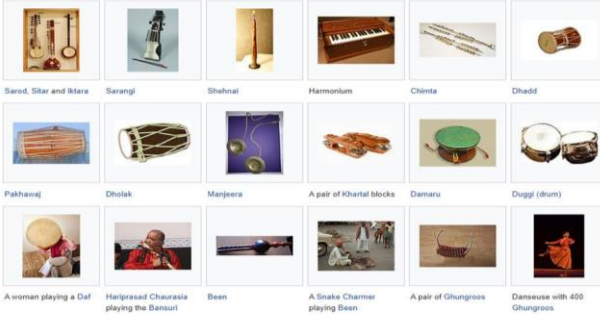 Sarod, Sitar and Iktara
Sarangi
Shehnai
Harmonium
Chimta
Dhadd
Pakhawaj
Dholak
Manjeera
A pair of Khartal blocks
Damaru
Duggi (drum)
A woman playing a Daf
Hariprasad Chaurasia
playing the Bansuri
Been
A Snake Charmer
playing Been
A pair of Ghungroos
Danseuse with 400
Ghungroos